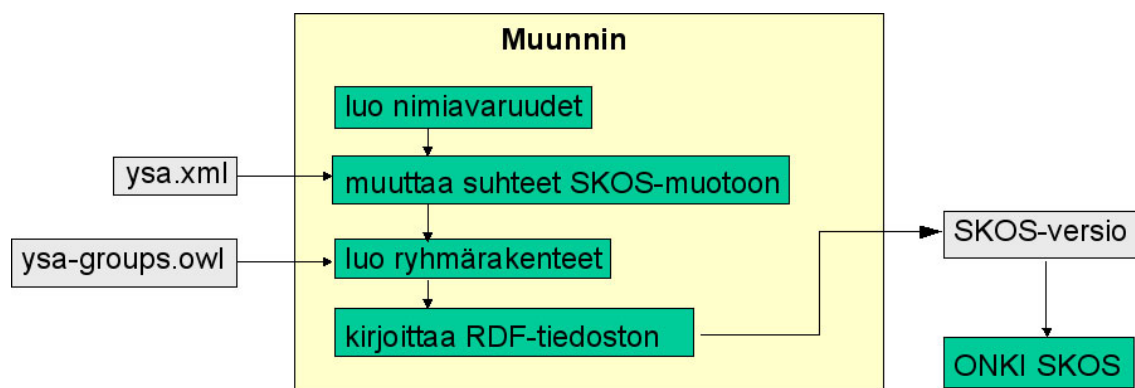 Muunnin
luo nimiavaruudet
ysa.xml
muuttaa suhteet SKOS-muotoon
ysa-groups.owl
luo ryhmärakenteet
kirjoittaa RDF-tiedoston
SKOS-versio
ONKI SKOS